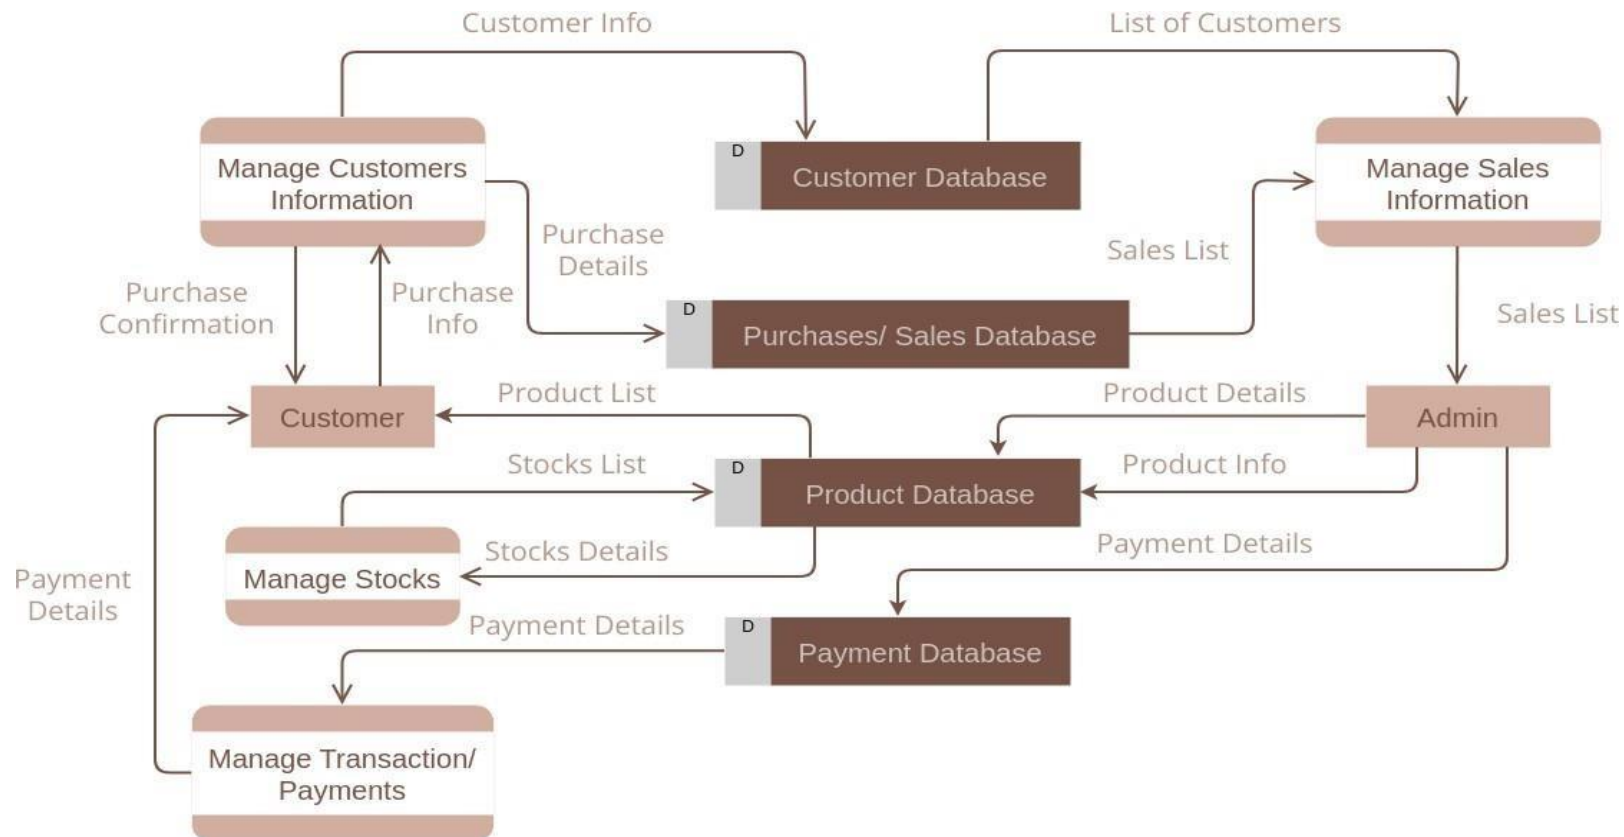 Customer Info
List of Customers
D
Manage Customers
Information
Customer Database
Manage Sales
Information
Purchase
Details
Sales List
Purchase
Confirmation
Purchase
Info
D
Purchases/ Sales Database
Sales List
Customer
Product List
Product Details
Admin
Stocks List
D
Product Database
Product Info
Stocks Details
Payment Details
Manage Stocks
Payment
Details
Payment Details
D
Payment Database
Manage Transaction/
Payments